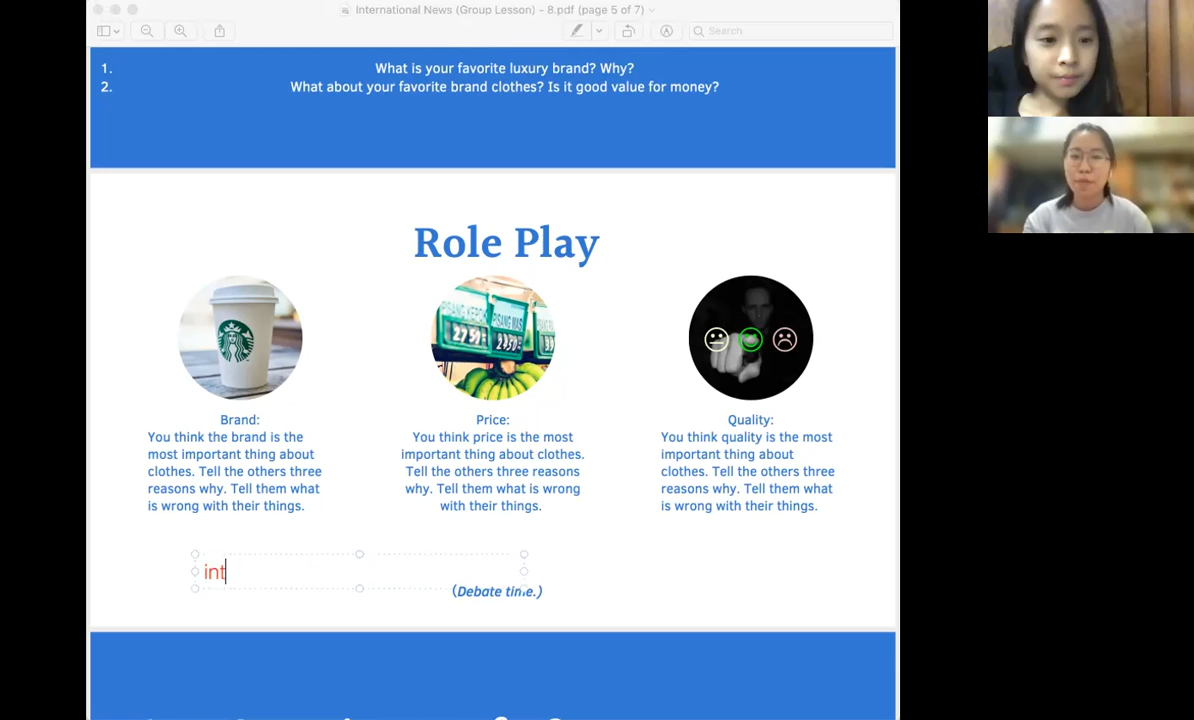 International News (Group Lesson) - 8.pdf (page 5 of 7)
Search
1. What is your favorite luxury brand? Why?
2. What about your favorite brand clothes? Is it good value for money?
Role Play
PISANG
PISANG MAS
2750
2450
Brand:
You think the brand is the
most important thing about
clothes. Tell the others three
reasons why. Tell them what
is wrong with their things.
Price:
You think price is the most
important thing about clothes.
Tell the others three reasons
why. Tell them what is wrong
with their things.
Quality:
You think quality is the most
important thing about
clothes. Tell the others three
reasons why. Tell them what
is wrong with their things.
int
(Debate time.)